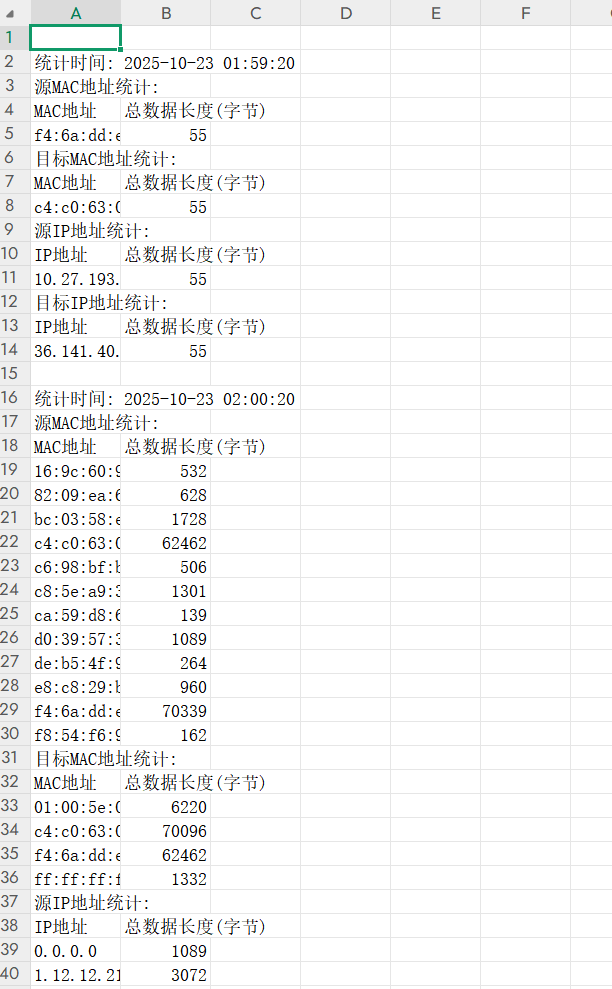 A B C D E F
1
2 统计时间: 2025-10-23 01:59:20
3 源MAC地址统计:
4 MAC地址 总数据长度(字节)
5 f4:6a:dd:e 55
6 目标MAC地址统计:
7 MAC地址 总数据长度(字节)
8 c4:c0:63:0 55
9 源IP地址统计:
10 IP地址 总数据长度(字节)
11 10.27.193. 55
12 目标IP地址统计:
13 IP地址 总数据长度(字节)
14 36.141.40. 55
15
16 统计时间: 2025-10-23 02:00:20
17 源MAC地址统计:
18 MAC地址 总数据长度(字节)
19 16:9c:60:9 532
20 82:09:ea:6 628
21 bc:03:58:e 1728
22 c4:c0:63:0 62462
23 c6:98:bf:b 506
24 c8:5e:a9:3 1301
25 ca:59:d8:6 139
26 d0:39:57:3 1089
27 de:b5:4f:9 264
28 e8:c8:29:b 960
29 f4:6a:dd:e 70339
30 f8:54:f6:9 162
31 目标MAC地址统计:
32 MAC地址 总数据长度(字节)
33 01:00:5e:0 6220
34 c4:c0:63:0 70096
35 f4:6a:dd:e 62462
36 ff:ff:ff:f 1332
37 源IP地址统计:
38 IP地址 总数据长度(字节)
39 0.0.0.0 1089
40 1.12.12.21 3072